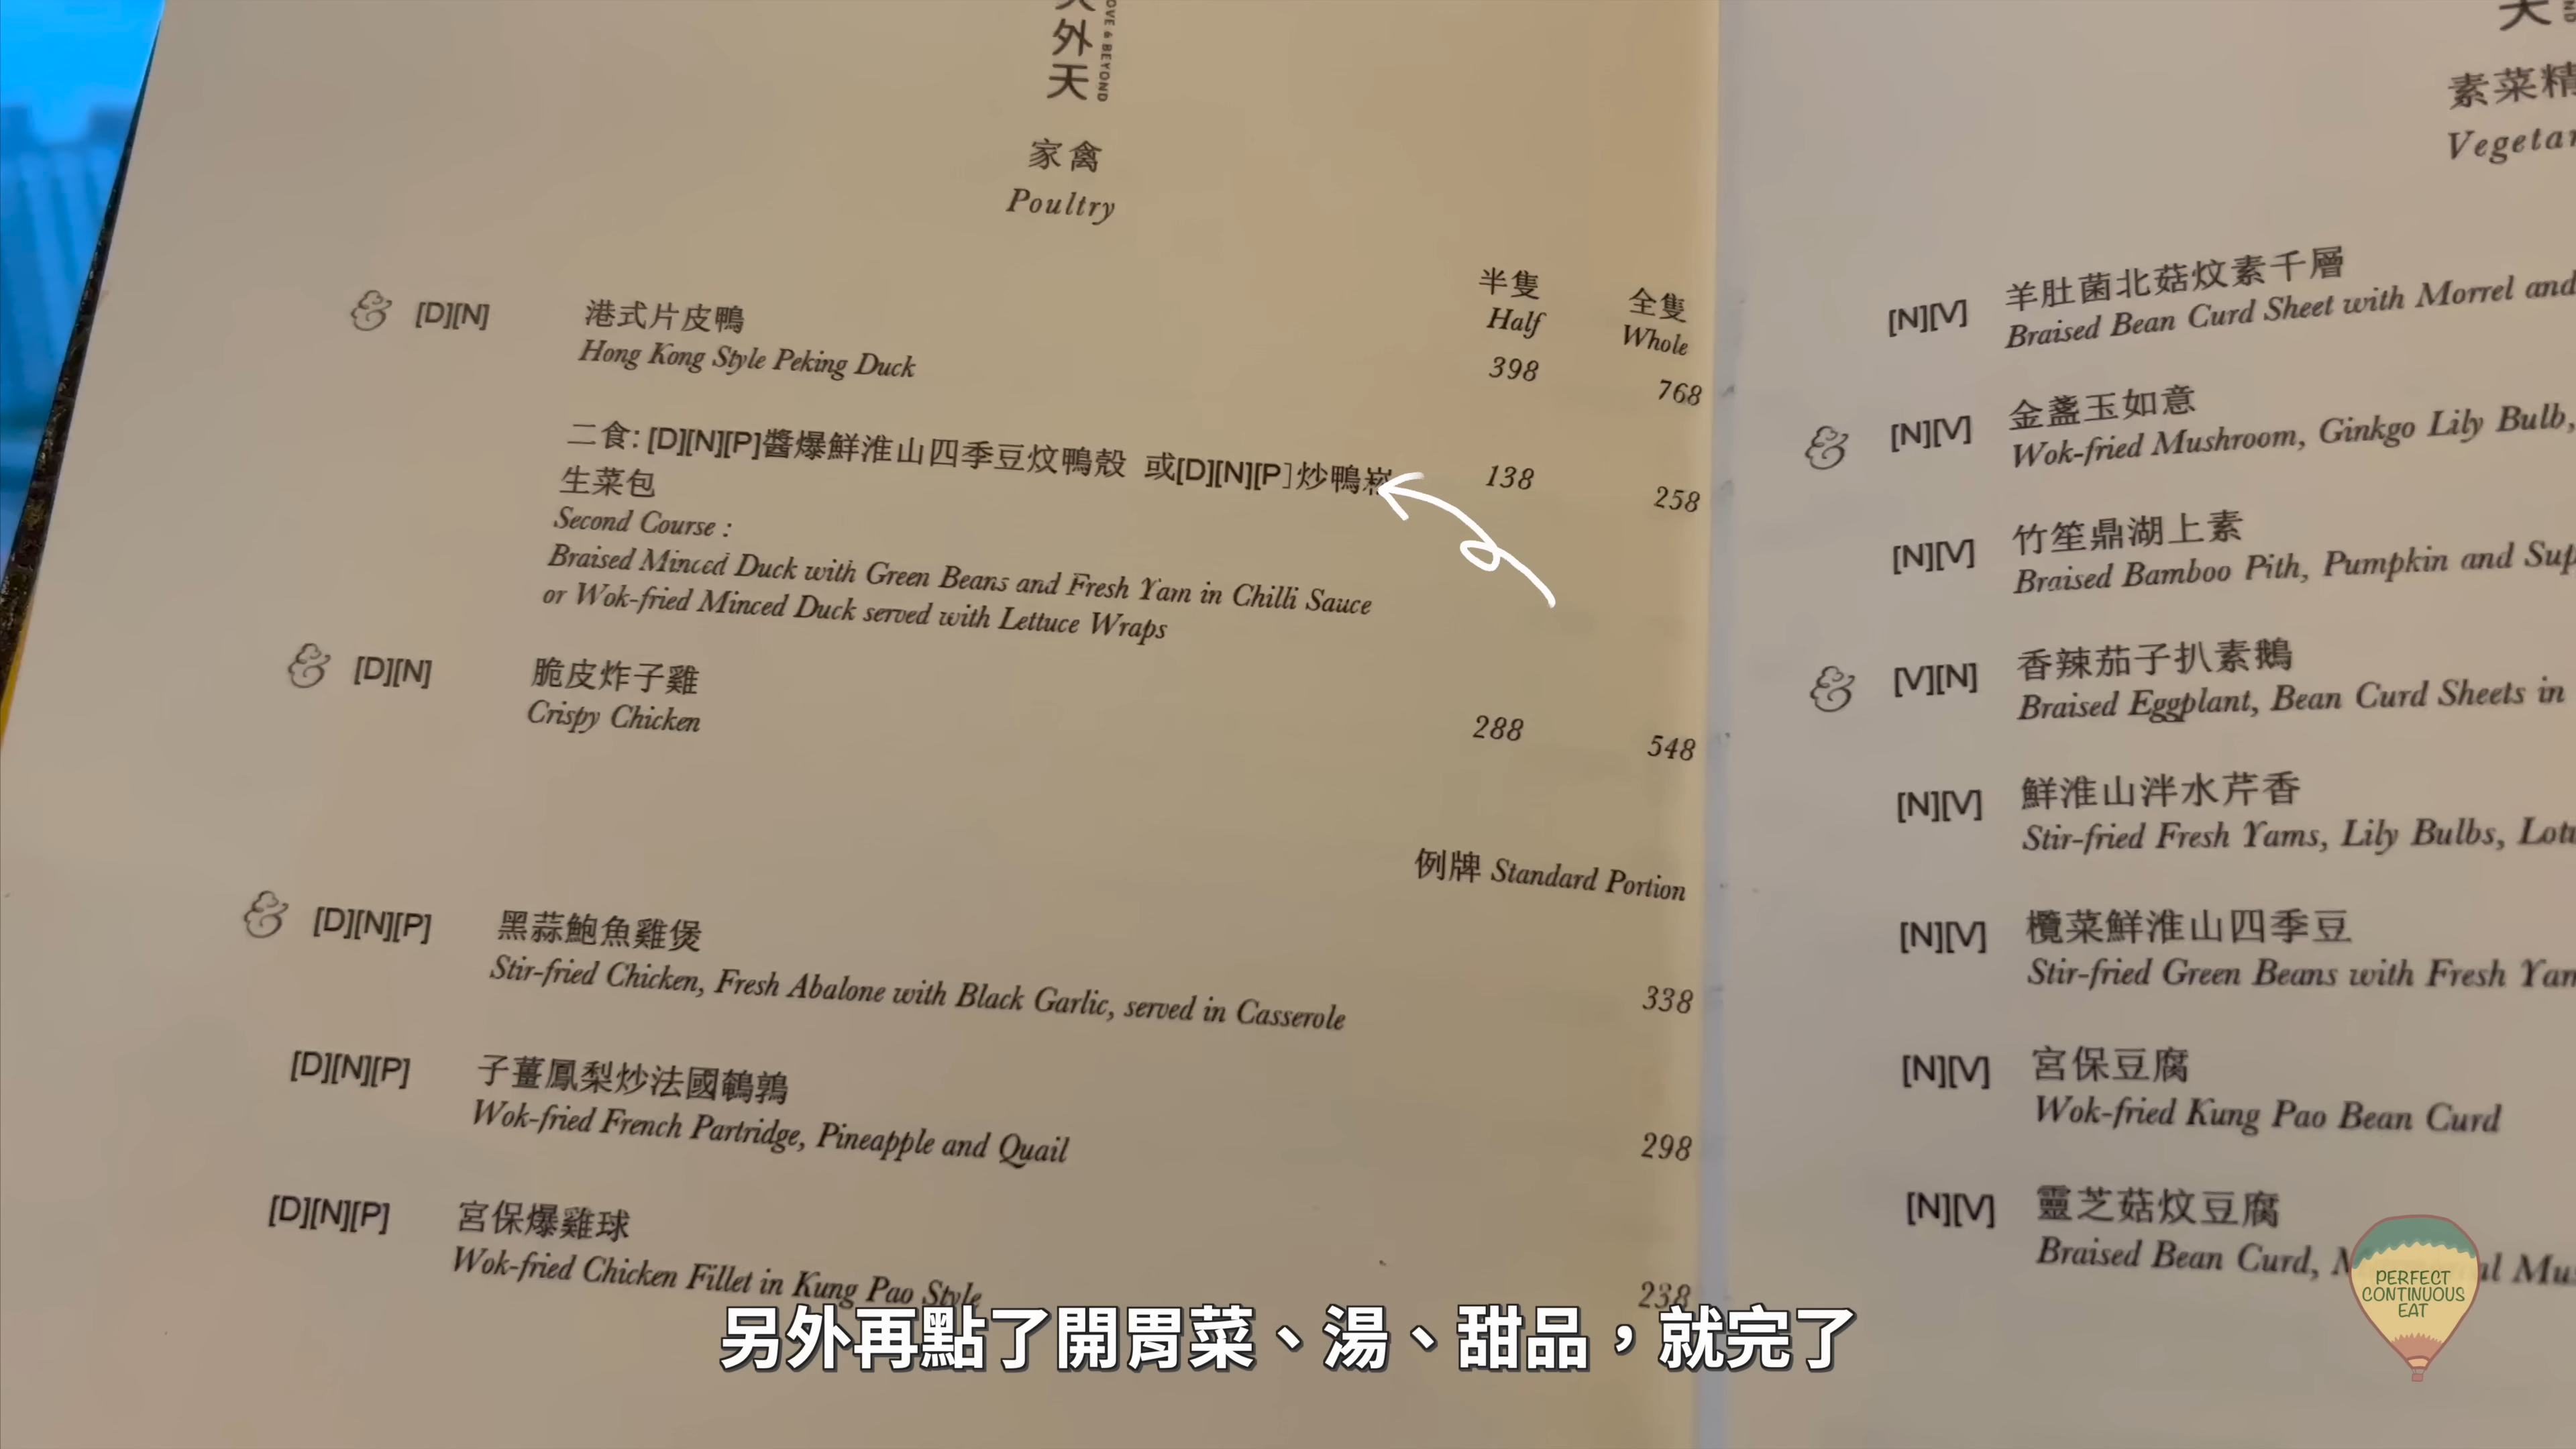 外天
& BEYOND
家禽
Poultry
半隻
Half
全隻
Whole
[D][N] 港式片皮鴨
Hong Kong Style Peking Duck
398 768
二食: [D][N][P]醬爆鮮淮山四季豆炆鴨殼 或[D][N][P]炒鴨崧
生菜包
138 258
Second Course :
Braised Minced Duck with Green Beans and Fresh Yam in Chilli Sauce
or Wok-fried Minced Duck served with Lettuce Wraps
[D][N] 脆皮炸子雞
Crispy Chicken
288 548
例牌 Standard Portion
[D][N][P] 黑蒜鮑魚雞煲
Stir-fried Chicken, Fresh Abalone with Black Garlic, served in Casserole
338
[D][N][P] 子薑鳳梨炒法國鵪鶉
Wok-fried French Partridge, Pineapple and Quail
298
[D][N][P] 宮保爆雞球
Wok-fried Chicken Fillet in Kung Pao Style
238
天
素菜精
[N][V] 羊肚菌北菇炆素千層
Braised Bean Curd Sheet with Morrel and
[N][V] 金盞玉如意
Wok-fried Mushroom, Ginkgo Lily Bulb,
[N][V] 竹笙鼎湖上素
Braised Bamboo Pith, Pumpkin and
[V][N] 香辣茄子扒素鵝
Braised Eggplant, Bean Curd Sheets in
[N][V] 鮮淮山泮水芹香
Stir-fried Fresh Yams, Lily Bulbs,
[N][V] 欖菜鮮淮山四季豆
Stir-fried Green Beans with Fresh
[N][V] 宮保豆腐
Wok-fried Kung Pao Bean Curd
[N][V] 靈芝菇炆豆腐
Braised Bean Curd,
另外再點了開胃菜、湯、甜品，就完了
PERFECT
CONTINUOUS
EAT